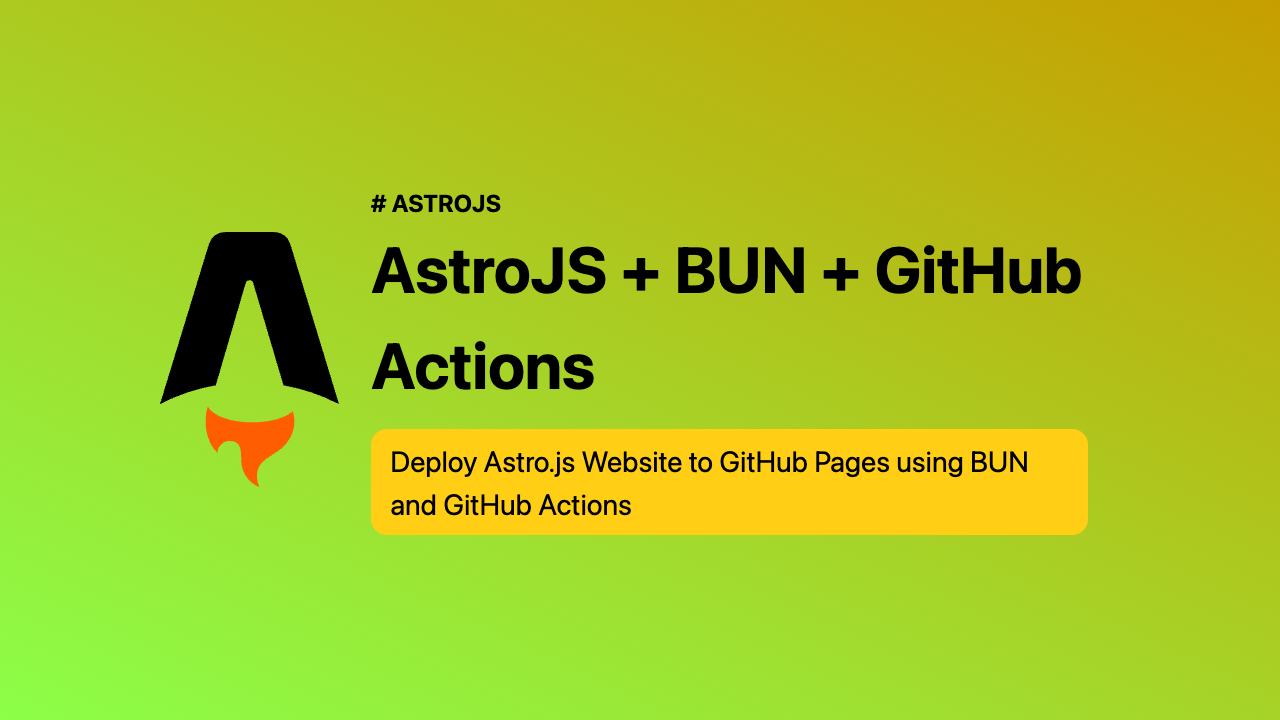 # ASTROJS
AstroJS + BUN + GitHub
Actions
Deploy Astro.js Website to GitHub Pages using BUN
and GitHub Actions